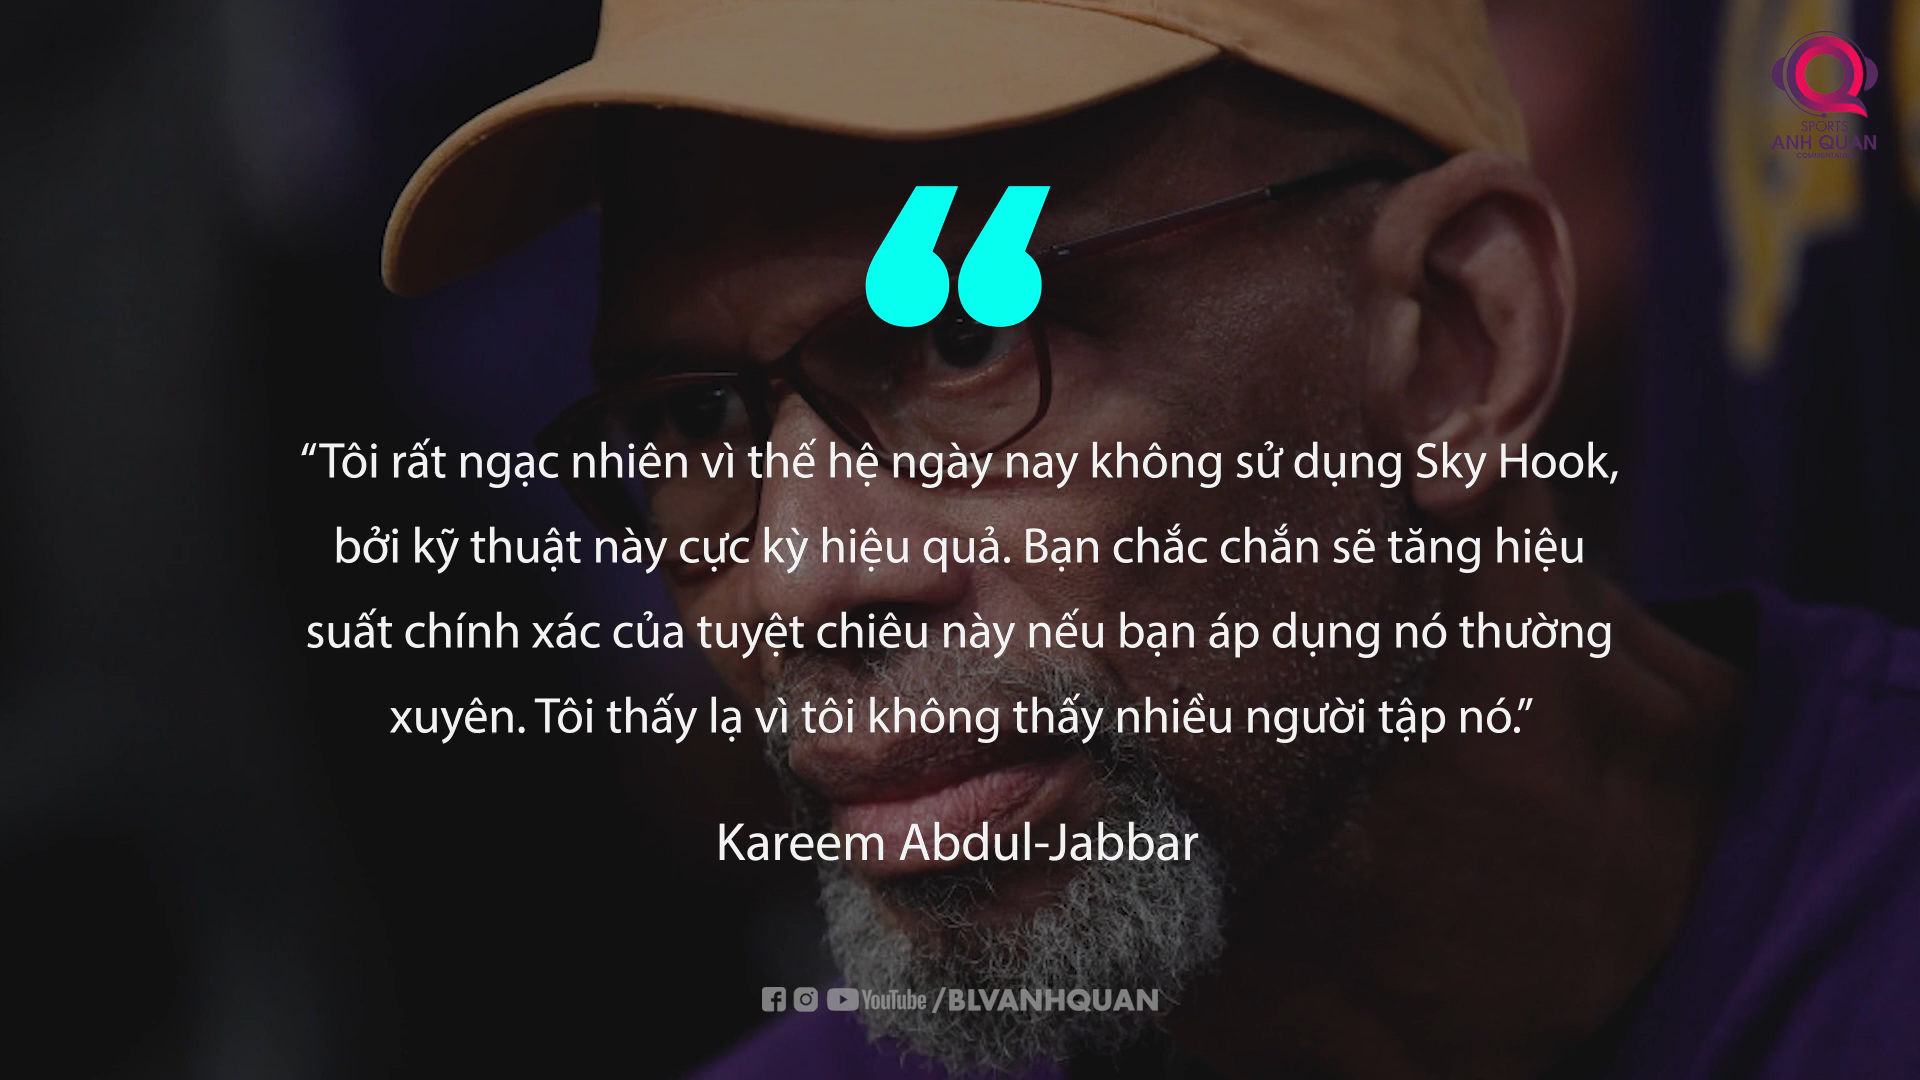 SPORTS
ANH QUAN
COMMENTATOR
“Tôi rất ngạc nhiên vì thế hệ ngày nay không sử dụng Sky Hook,
bởi kỹ thuật này cực kỳ hiệu quả. Bạn chắc chắn sẽ tăng hiệu
suất chính xác của tuyệt chiêu này nếu bạn áp dụng nó thường
xuyên. Tôi thấy lạ vì tôi không thấy nhiều người tập nó.”
Kareem Abdul-Jabbar
YouTube /BLVANHQUAN